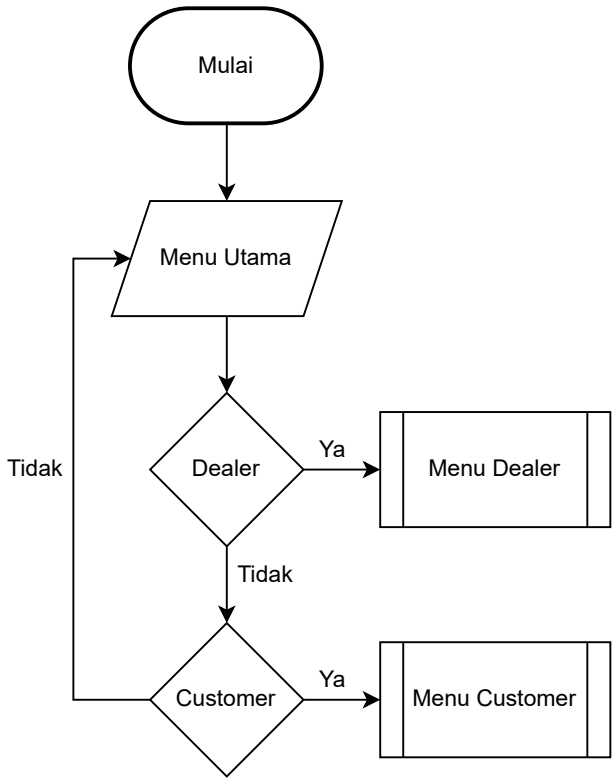 Mulai
Menu Utama
Dealer
Ya
Menu Dealer
Tidak
Tidak
Customer
Ya
Menu Customer